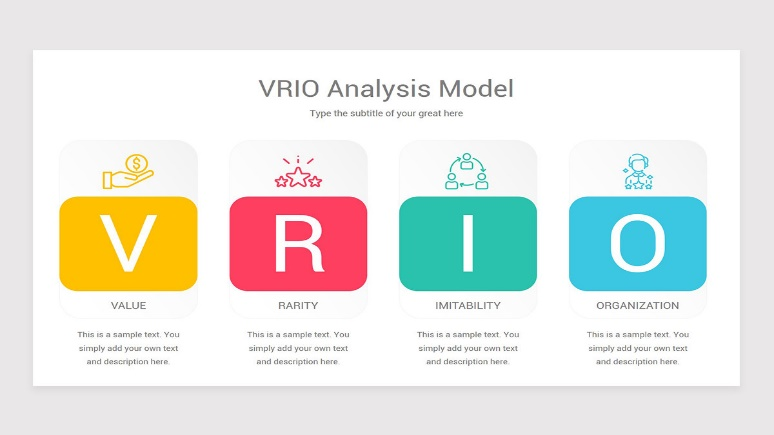 VRIO Analysis Model
Type the subtitle of your great here
$
V
R
I
O
VALUE
RARITY
IMITABILITY
ORGANIZATION
This is a sample text. You
simply add your own text
and description here.
This is a sample text. You
simply add your own text
and description here.
This is a sample text. You
simply add your own text
and description here.
This is a sample text. You
simply add your own text
and description here.